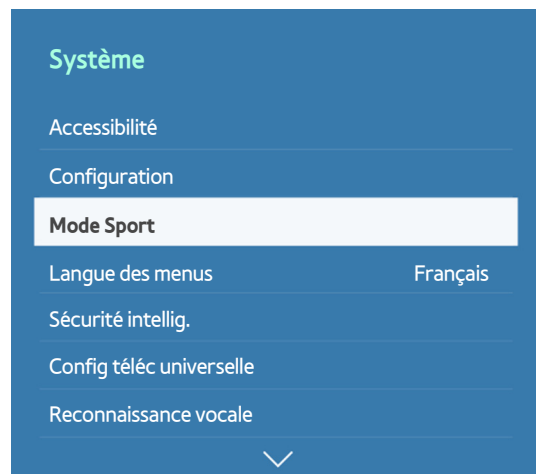 Système
Accessibilité
Configuration
Mode Sport
Langue des menus Français
Sécurité intellig.
Config téléc universelle
Reconnaissance vocale